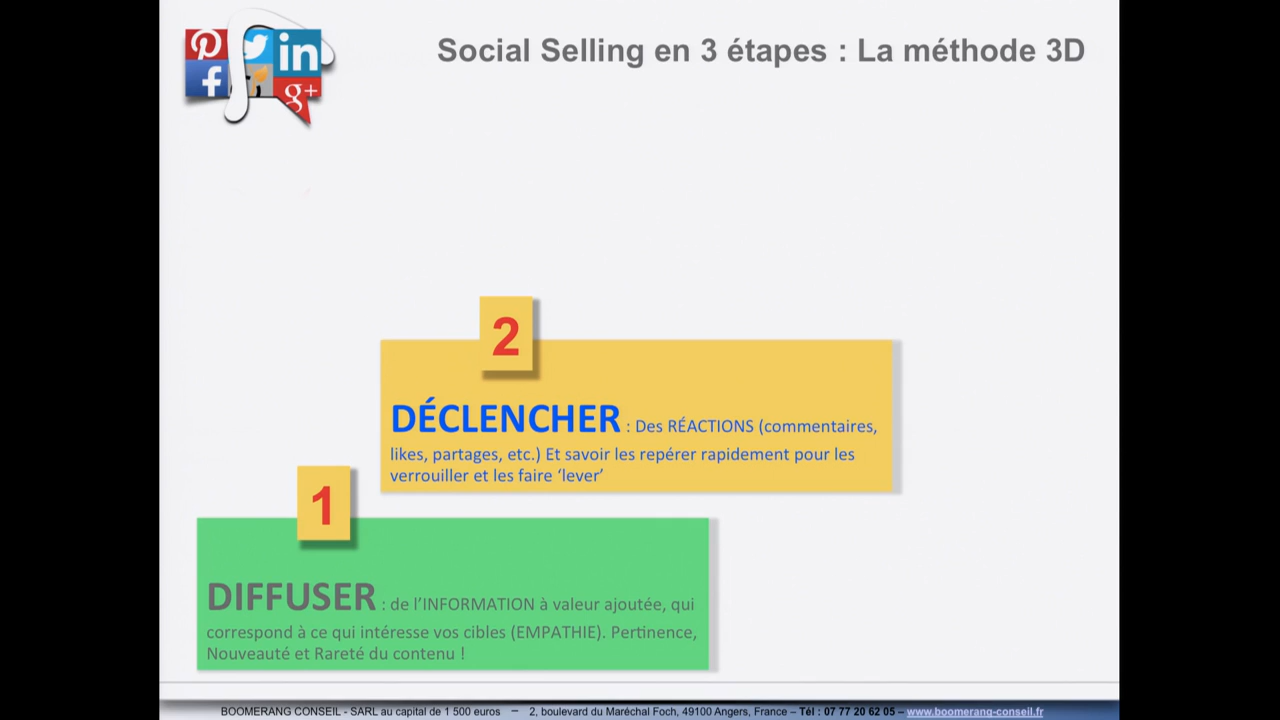 Social Selling en 3 étapes : La méthode 3D
2
DÉCLENCHER : Des RÉACTIONS (commentaires,
likes, partages, etc.) Et savoir les repérer rapidement pour les
verrouiller et les faire ‘lever’
1
DIFFUSER : de l’INFORMATION à valeur ajoutée, qui
correspond à ce qui intéresse vos cibles (EMPATHIE). Pertinence,
Nouveauté et Rareté du contenu !
BOOMERANG CONSEIL - SARL au capital de 1 500 euros – 2, boulevard du Maréchal Foch, 49100 Angers, France – Tél : 07 77 20 62 05 – www.boomerang-conseil.fr
in
f
g+